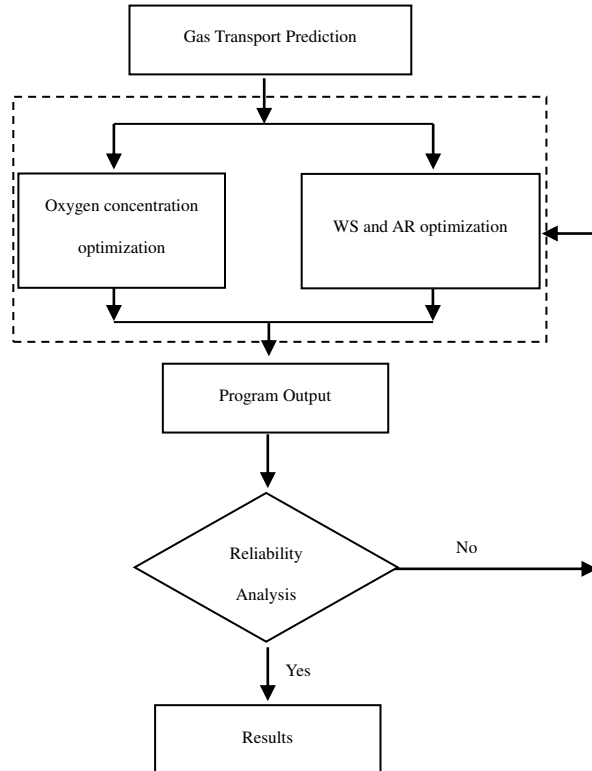 Gas Transport Prediction
Oxygen concentration
optimization
WS and AR optimization
Program Output
Reliability
Analysis
No
Yes
Results